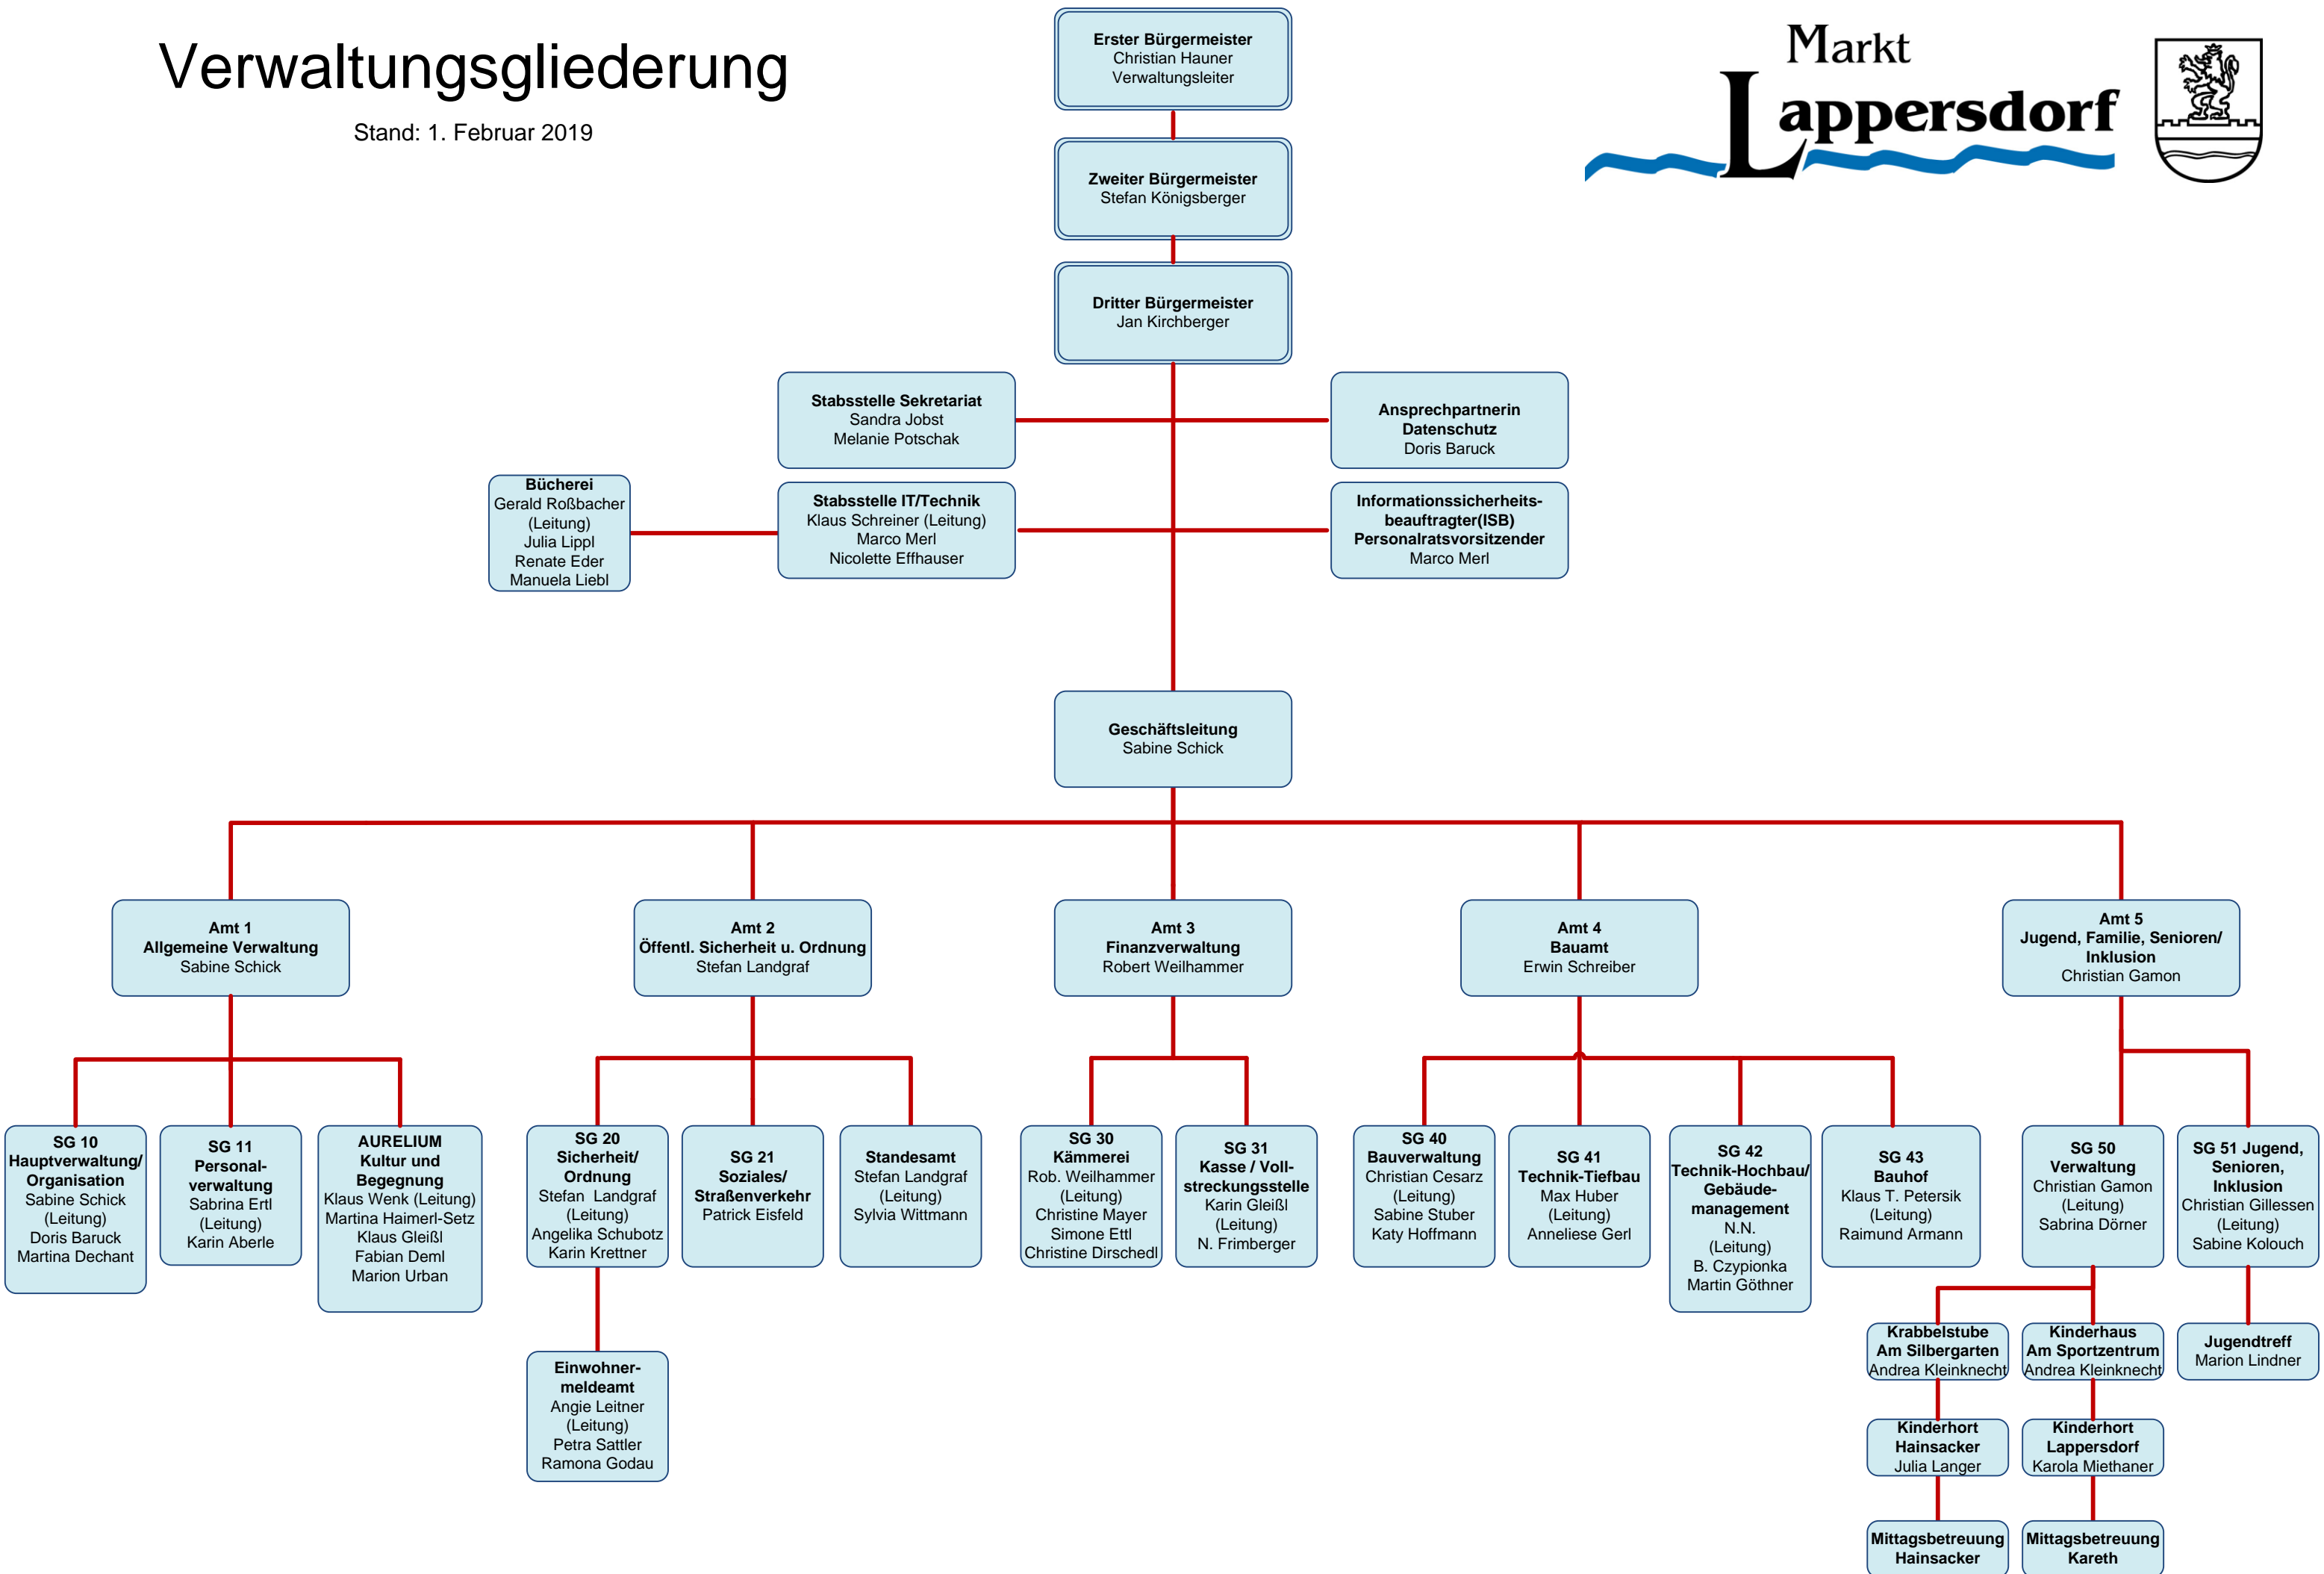 Verwaltungsgliederung
Stand: 1. Februar 2019
Markt
Lappersdorf
Erster Bürgermeister
Christian Hauner
Verwaltungsleiter
Zweiter Bürgermeister
Stefan Königsberger
Dritter Bürgermeister
Jan Kirchberger
Stabsstelle Sekretariat
Sandra Jobst
Melanie Potschak
Ansprechpartnerin
Datenschutz
Doris Baruck
Bücherei
Gerald Roßbacher
(Leitung)
Julia Lippl
Renate Eder
Manuela Liebl
Stabsstelle IT/Technik
Klaus Schreiner (Leitung)
Marco Merl
Nicolette Effhauser
Informationssicherheits-
beauftragter(ISB)
Personalratsvorsitzender
Marco Merl
Geschäftsleitung
Sabine Schick
Amt 1
Allgemeine Verwaltung
Sabine Schick
Amt 2
Öffentl. Sicherheit u. Ordnung
Stefan Landgraf
Amt 3
Finanzverwaltung
Robert Weilhammer
Amt 4
Bauamt
Erwin Schreiber
Amt 5
Jugend, Familie, Senioren/
Inklusion
Christian Gamon
SG 10
Hauptverwaltung/
Organisation
Sabine Schick
(Leitung)
Doris Baruck
Martina Dechant
SG 11
Personal-
verwaltung
Sabrina Ertl
(Leitung)
Karin Aberle
AURELIUM
Kultur und
Begegnung
Klaus Wenk (Leitung)
Martina Haimerl-Setz
Klaus Gleißl
Fabian Deml
Marion Urban
SG 20
Sicherheit/
Ordnung
Stefan Landgraf
(Leitung)
Angelika Schubotz
Karin Krettner
SG 21
Soziales/
Straßenverkehr
Patrick Eisfeld
Standesamt
Stefan Landgraf
(Leitung)
Sylvia Wittmann
SG 30
Kämmerei
Rob. Weilhammer
(Leitung)
Christine Mayer
Simone Ettl
Christine Dirschedl
SG 31
Kasse / Voll-
streckungsstelle
Karin Gleißl
(Leitung)
N. Frimberger
SG 40
Bauverwaltung
Christian Cesarz
(Leitung)
Sabine Stuber
Katy Hoffmann
SG 41
Technik-Tiefbau
Max Huber
(Leitung)
Anneliese Gerl
SG 42
Technik-Hochbau/
Gebäude-
management
N.N.
(Leitung)
B. Czypionka
Martin Göthner
SG 43
Bauhof
Klaus T. Petersik
(Leitung)
Raimund Armann
SG 50
Verwaltung
Christian Gamon
(Leitung)
Sabrina Dörner
SG 51 Jugend,
Senioren,
Inklusion
Christian Gillessen
(Leitung)
Sabine Kolouch
Einwohner-
meldeamt
Angie Leitner
(Leitung)
Petra Sattler
Ramona Godau
Krabbelstube
Am Silbergarten
Andrea Kleinknecht
Kinderhaus
Am Sportzentrum
Andrea Kleinknecht
Jugendtreff
Marion Lindner
Kinderhort
Hainsacker
Julia Langer
Kinderhort
Lappersdorf
Karola Miethaner
Mittagsbetreuung
Hainsacker
Mittagsbetreuung
Kareth